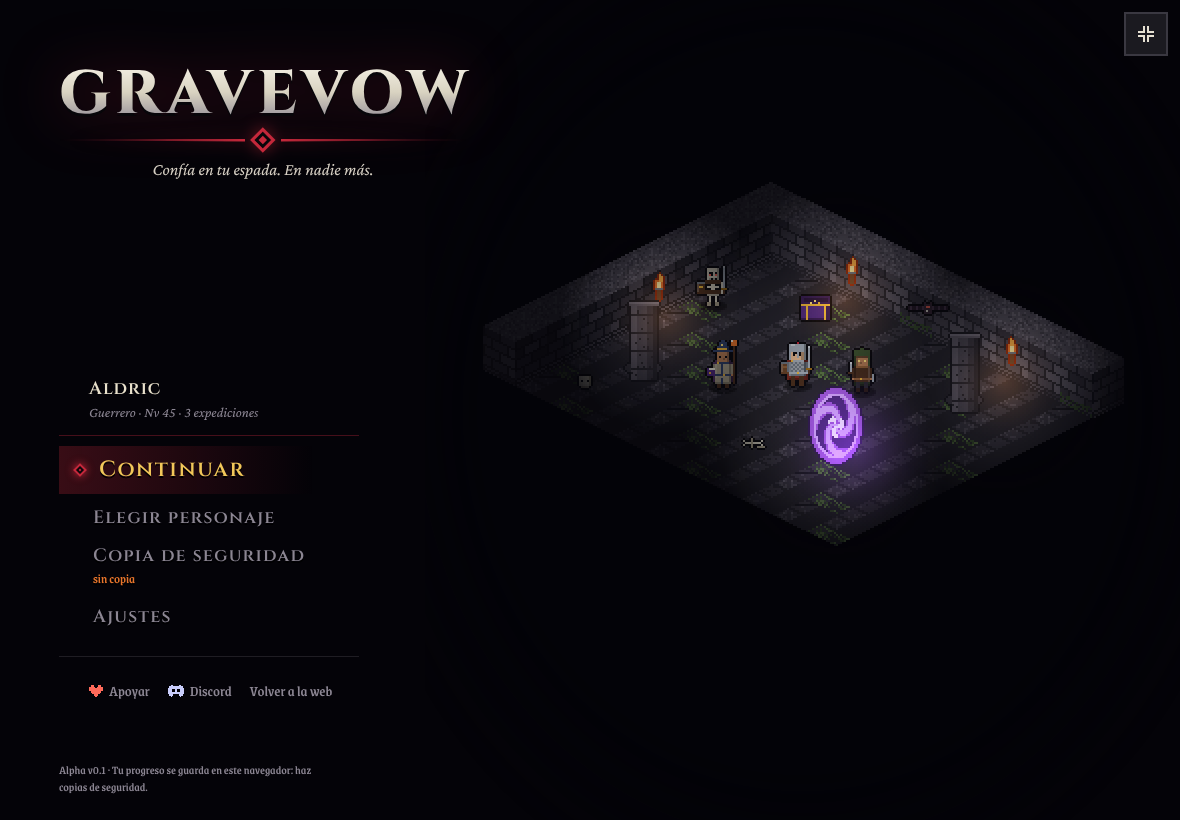 GRAVEVOW
Confía en tu espada. En nadie más.
Aldric
Guerrero · Nv 45 · 3 expediciones
Continuar
Elegir personaje
Copia de seguridad
sin copia
Ajustes
Apoyar Discord Volver a la web
Alpha v0.1 · Tu progreso se guarda en este navegador: haz
copias de seguridad.